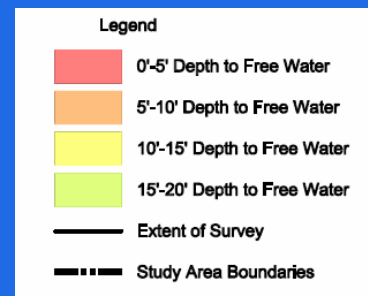 Legend
0'-5' Depth to Free Water
5'-10' Depth to Free Water
10'-15' Depth to Free Water
15'-20' Depth to Free Water
Extent of Survey
Study Area Boundaries